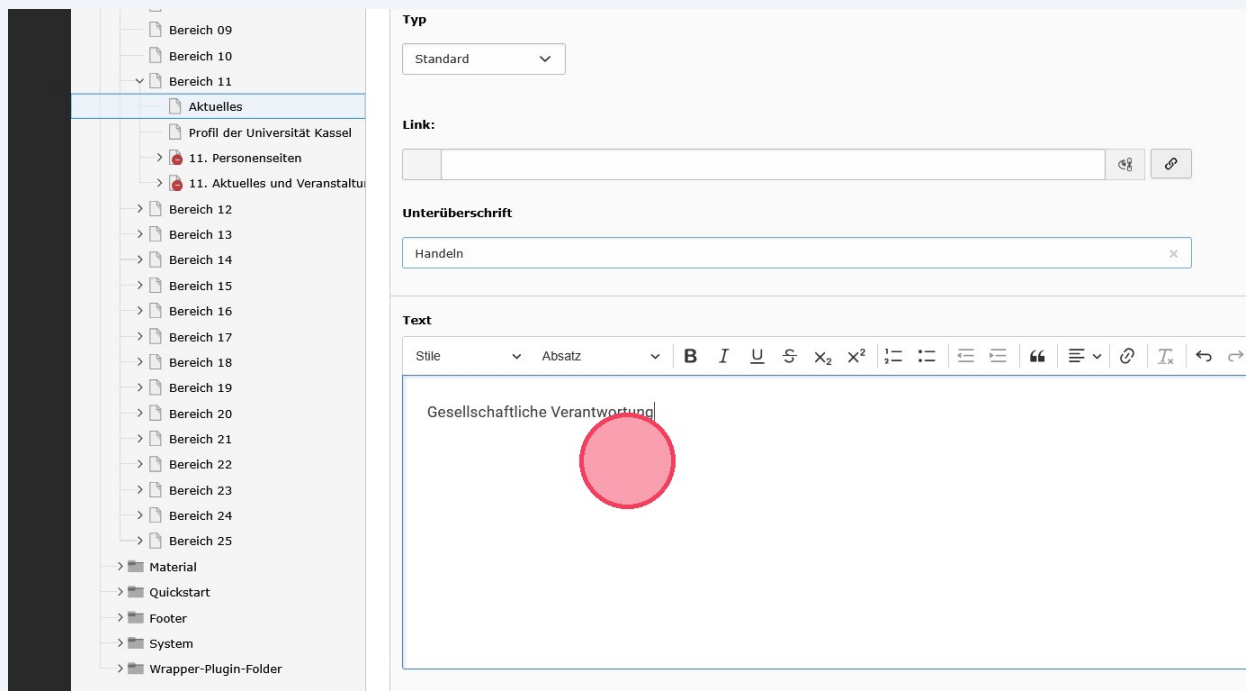 Bereich 09
Bereich 10
Bereich 11
Aktuelles
Profil der Universität Kassel
11. Personenseiten
11. Aktuelles und Veranstaltu
Bereich 12
Bereich 13
Bereich 14
Bereich 15
Bereich 16
Bereich 17
Bereich 18
Bereich 19
Bereich 20
Bereich 21
Bereich 22
Bereich 23
Bereich 24
Bereich 25
Material
Quickstart
Footer
System
Wrapper-Plugin-Folder
Typ
Standard
Link:
Unterüberschrift
Handeln
Text
Stile Absatz B I U S x₂ x²
Gesellschaftliche Verantwortung